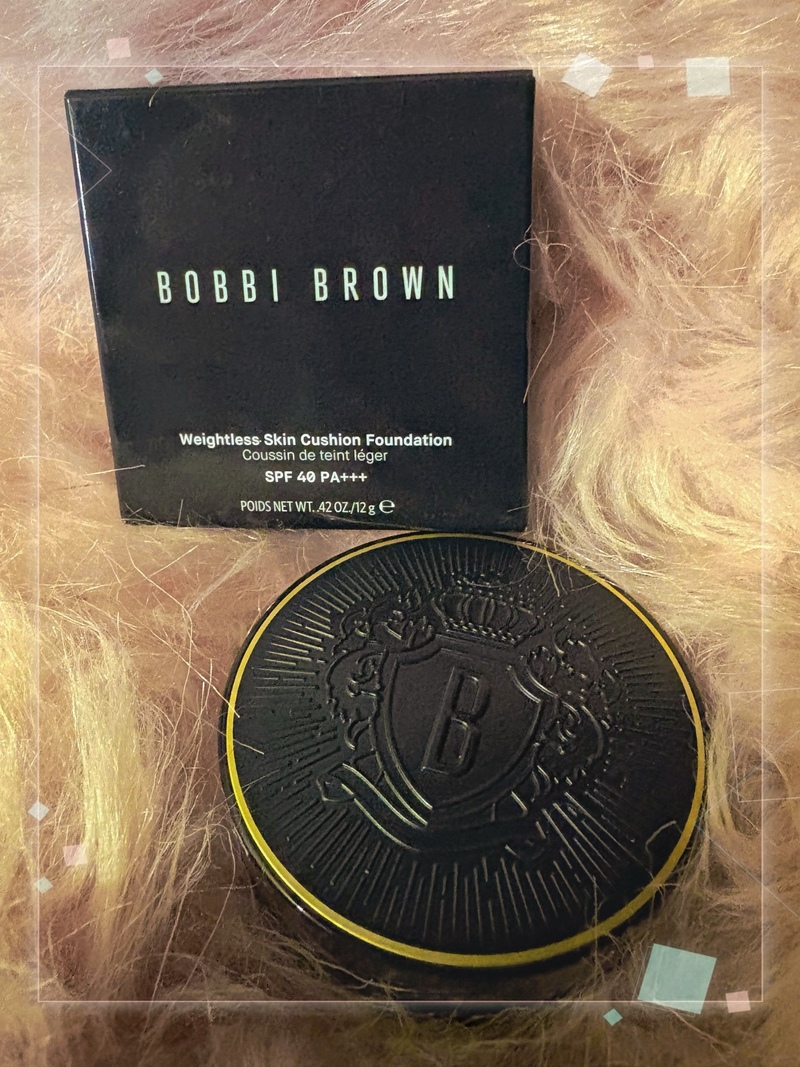 BOBBI BROWN
Weightless Skin Cushion Foundation
Coussin de teint léger
SPF 40 PA+++
POIDS NET WT. .42 OZ./12 g ℮
B